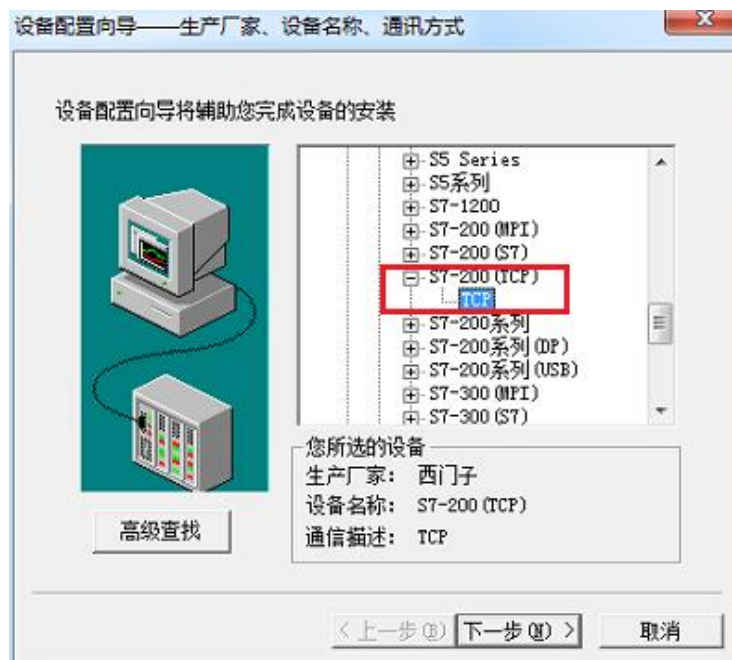 设备配置向导——生产厂家、设备名称、通讯方式
设备配置向导将辅助您完成设备的安装
S5 Series
S5系列
S7-1200
S7-200(MPI)
S7-200(S7)
S7-200(TCP)
TCP
S7-200系列
S7-200系列(DP)
S7-200系列(USB)
S7-300(MPI)
S7-300(S7)
您所选的设备
生产厂家: 西门子
设备名称: S7-200(TCP)
通信描述: TCP
高级查找
<上一步(B) 下一步(N)> 取消